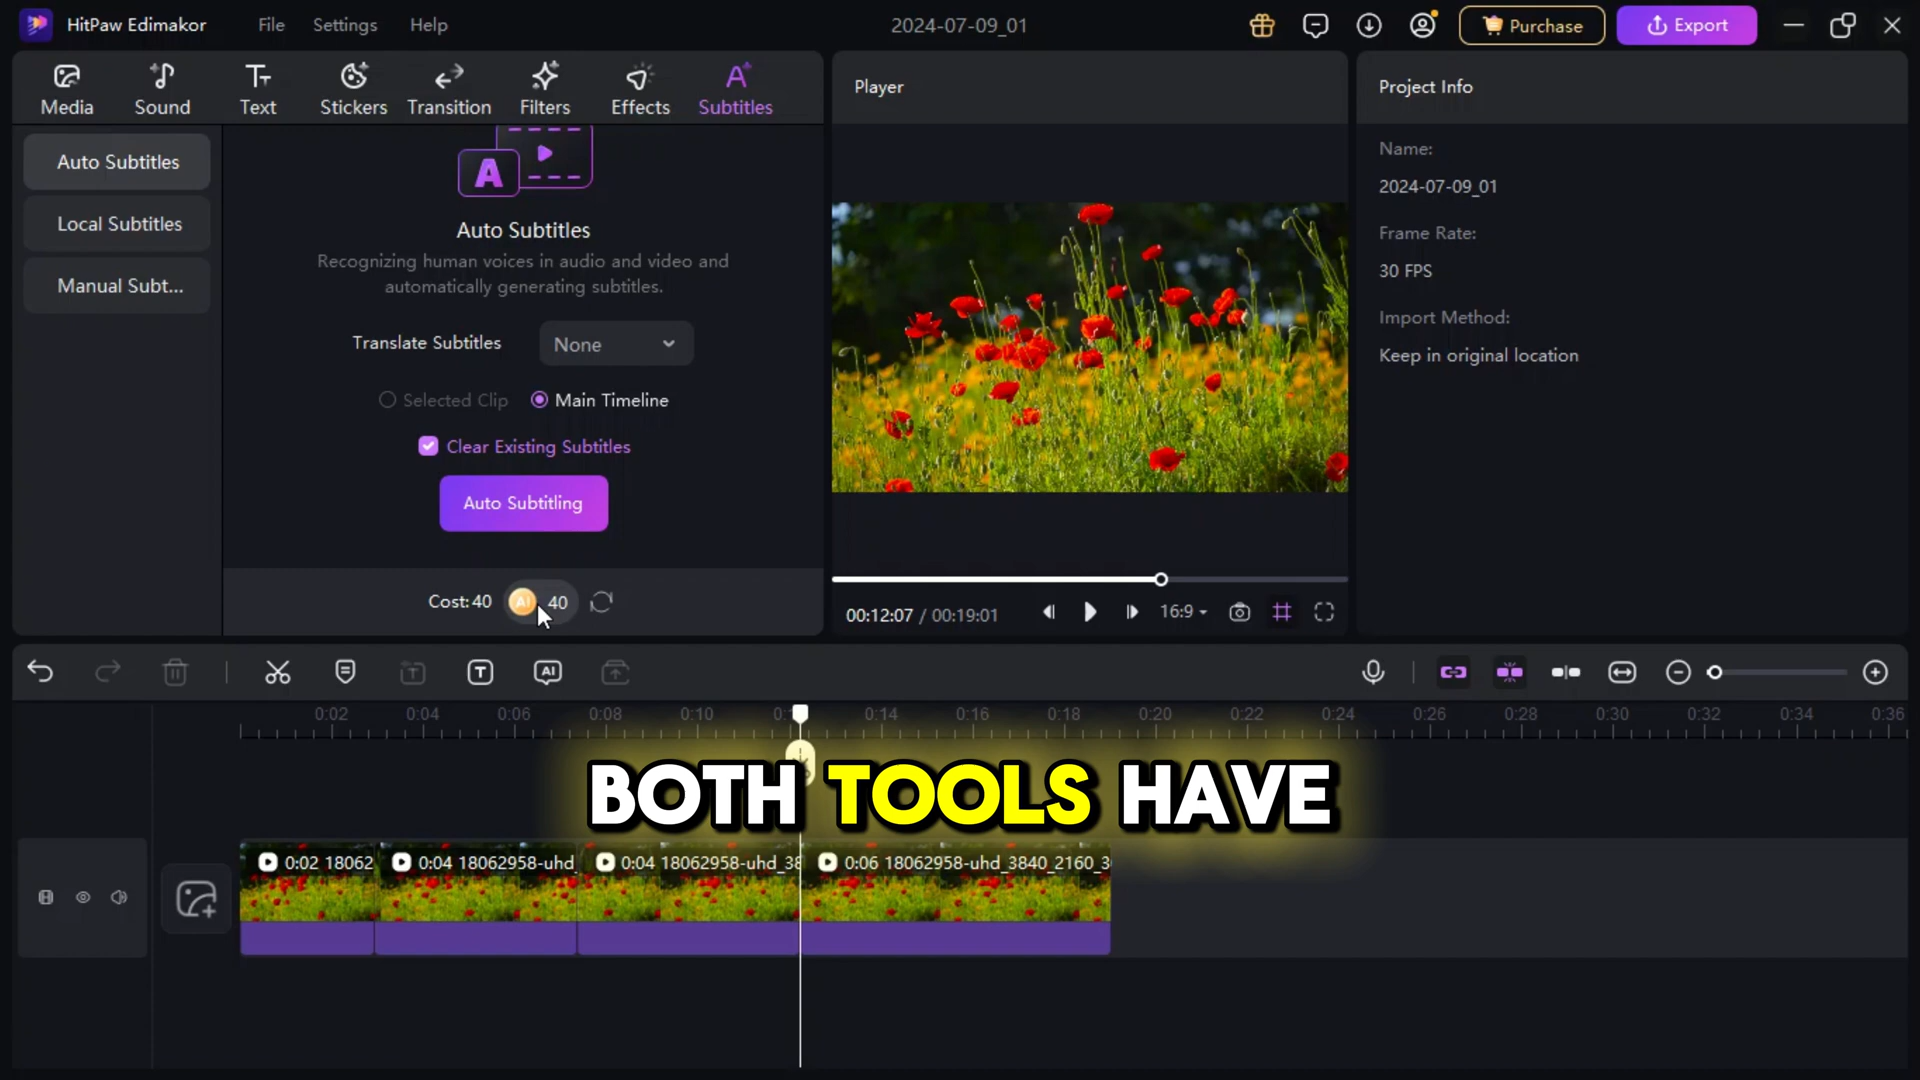 HitPaw Edimakor
File
Settings
Help
2024-07-09_01
Purchase
Export
Media
Sound
Text
Stickers
Transition
Filters
Effects
Subtitles
Auto Subtitles
Local Subtitles
Manual Subt...
A
Auto Subtitles
Recognizing human voices in audio and video and
automatically generating subtitles.
Translate Subtitles
None
Selected Clip
Main Timeline
Clear Existing Subtitles
Auto Subtitling
Cost:40
AI
40
Player
00:12:07 / 00:19:01
16:9
Project Info
Name:
2024-07-09_01
Frame Rate:
30 FPS
Import Method:
Keep in original location
T
T
AI
0:02 0:04 0:06 0:08 0:10 0:14 0:16 0:18 0:20 0:22 0:24 0:26 0:28 0:30 0:32 0:34 0:36
BOTH TOOLS HAVE
0:02 18062
0:04 18062958-uhd_
0:04 18062958-uhd_38
0:06 18062958-uhd_3840_2160_3